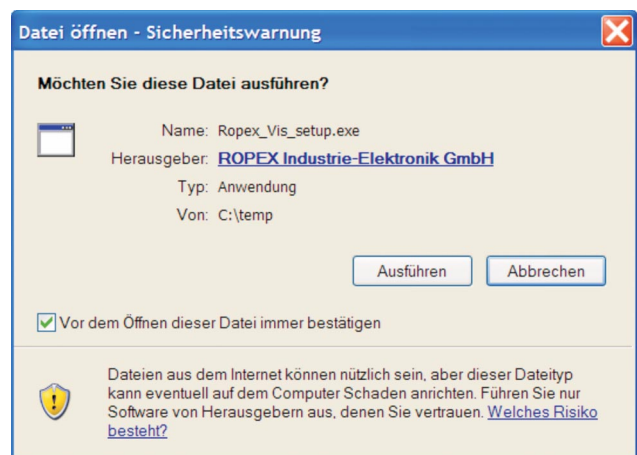 Datei öffnen - Sicherheitswarnung
Möchten Sie diese Datei ausführen?
Name: Ropex_Vis_setup.exe
Herausgeber: ROPEX Industrie-Elektronik GmbH
Typ: Anwendung
Von: C:\temp
Ausführen Abbrechen
Vor dem Öffnen dieser Datei immer bestätigen
Dateien aus dem Internet können nützlich sein, aber dieser Dateityp
kann eventuell auf dem Computer Schaden anrichten. Führen Sie nur
Software von Herausgebern aus, denen Sie vertrauen. Welches Risiko
besteht?